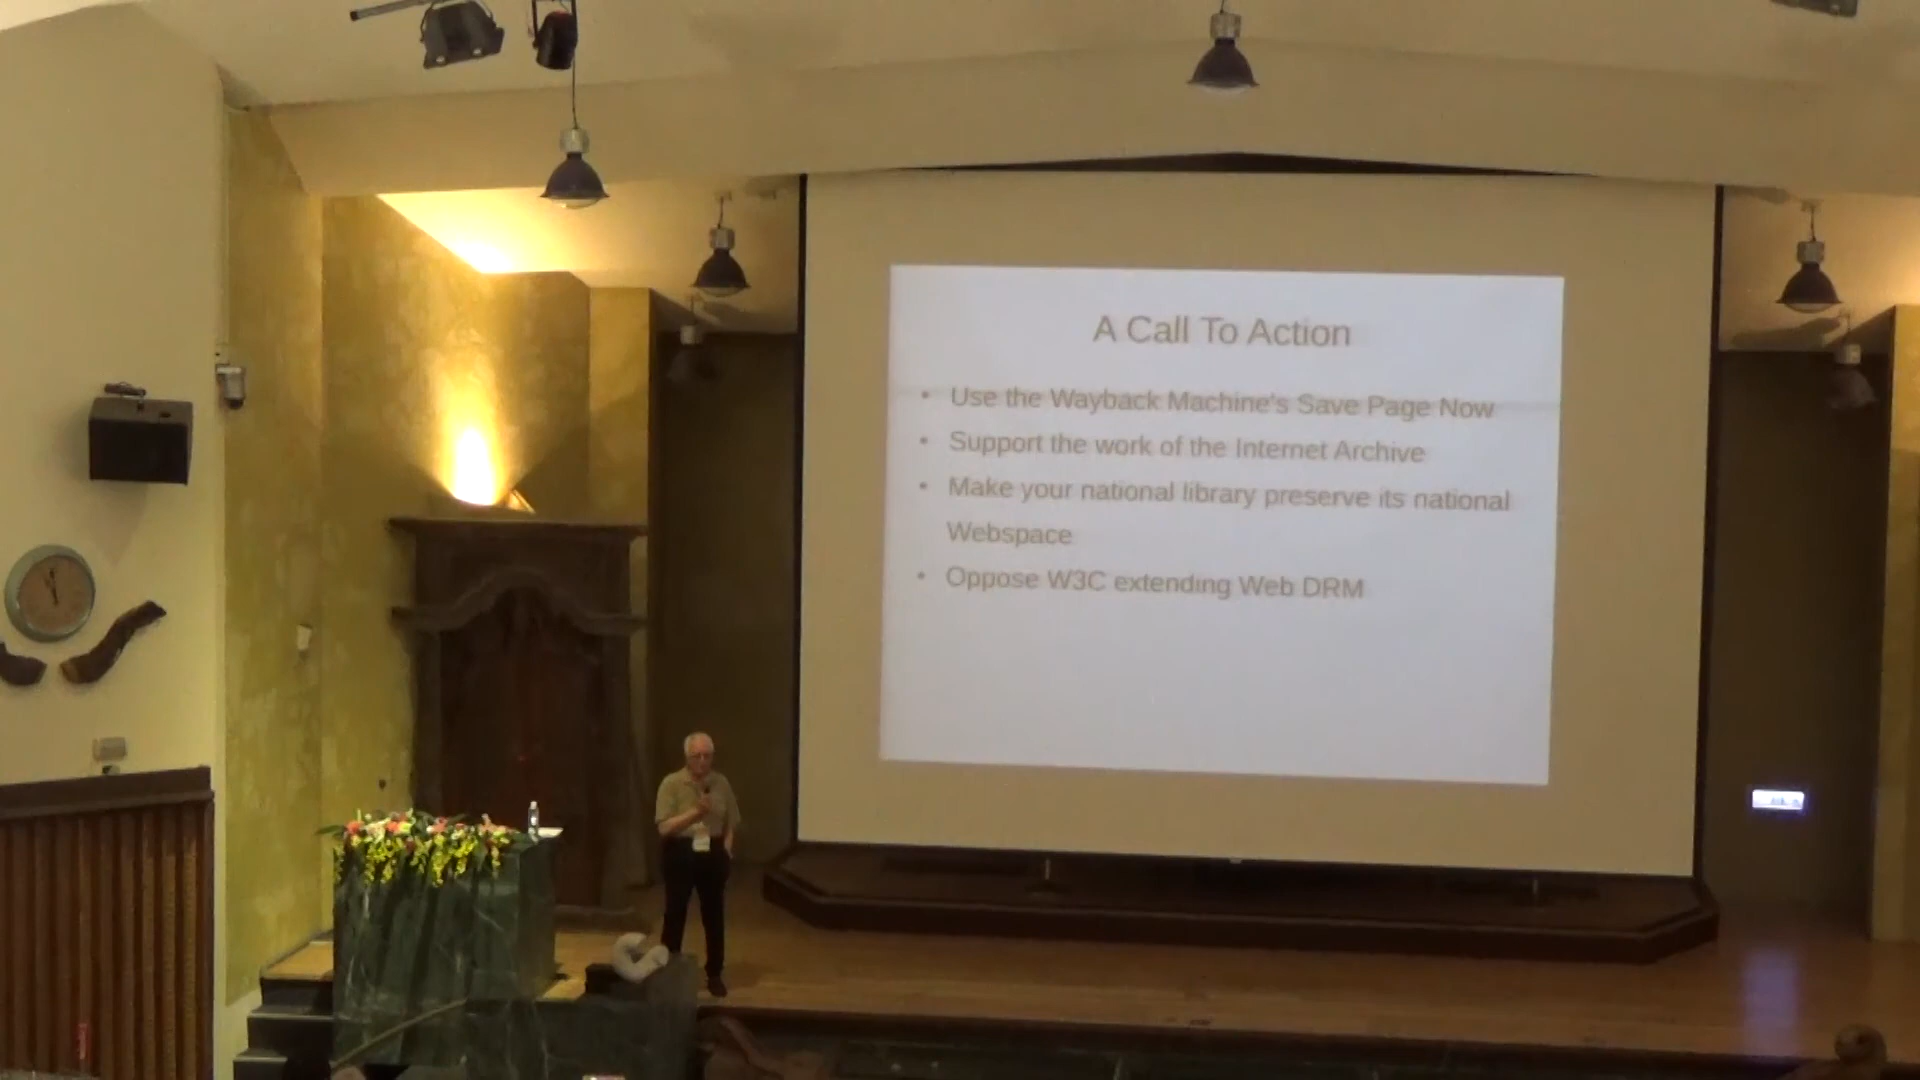 A Call To Action
• Use the Wayback Machine's Save Page Now
• Support the work of the Internet Archive
• Make your national library preserve its national
Webspace
• Oppose W3C extending Web DRM